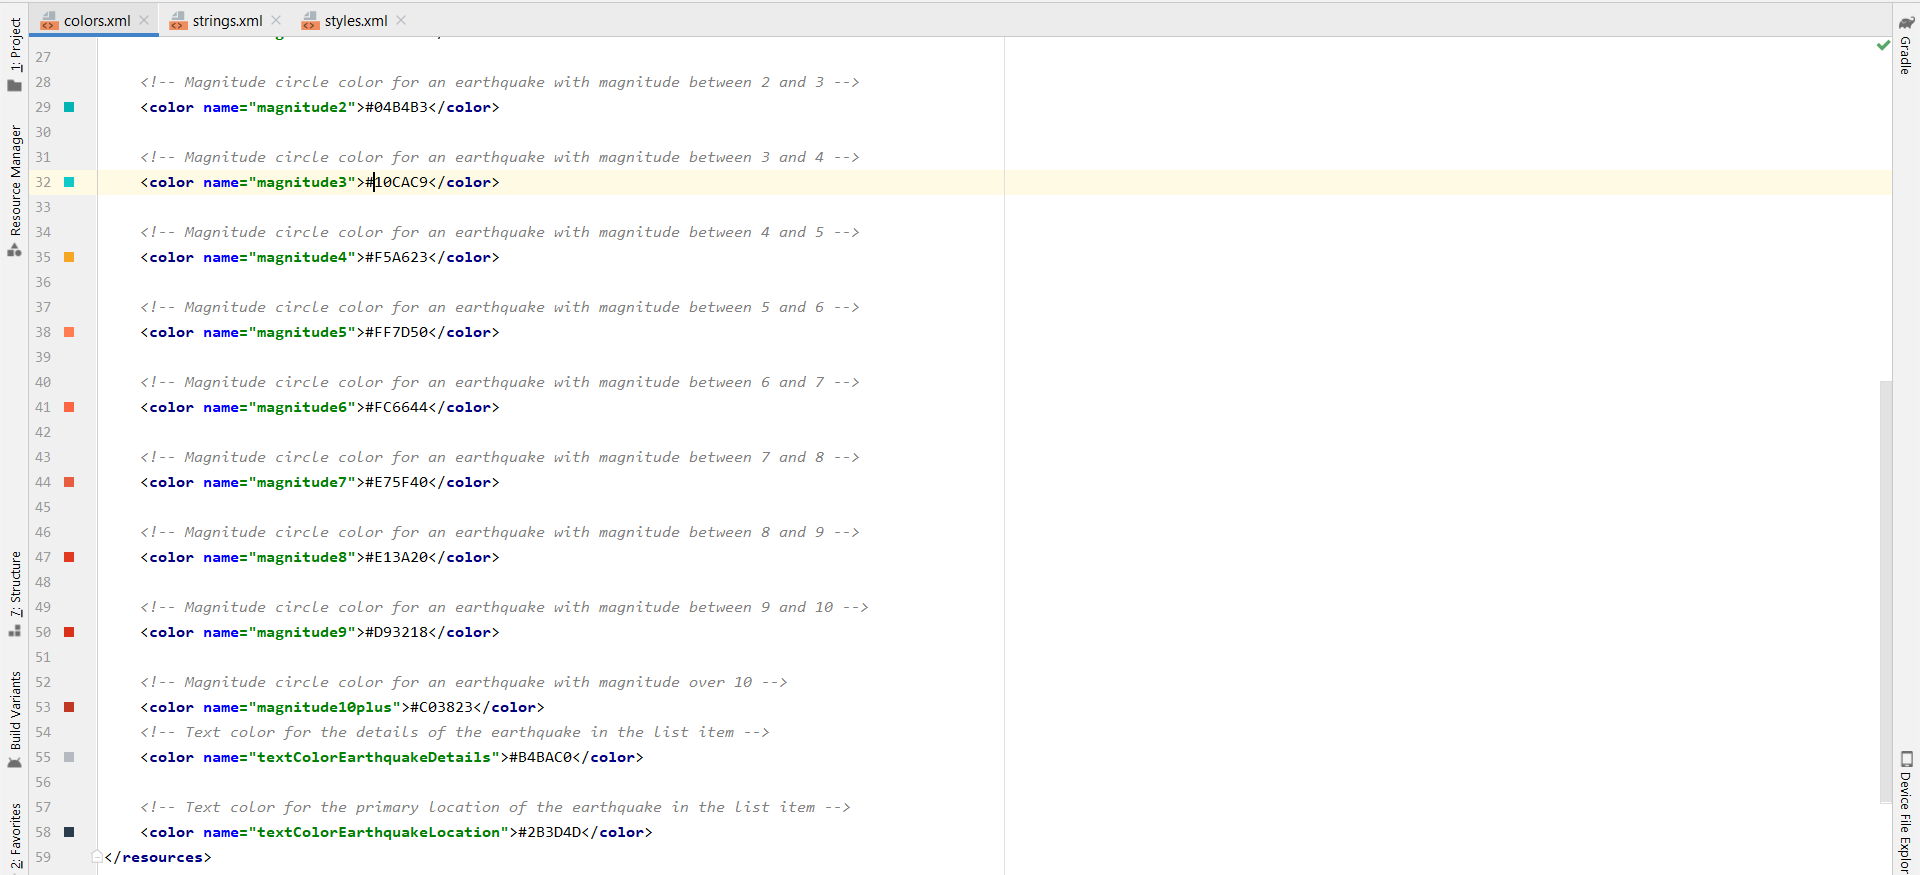 colors.xml
strings.xml
styles.xml
1: Project
Resource Manager
7: Structure
Build Variants
2: Favorites
27
28 <!-- Magnitude circle color for an earthquake with magnitude between 2 and 3 -->
29 <color name="magnitude2">#04B4B3</color>
30
31 <!-- Magnitude circle color for an earthquake with magnitude between 3 and 4 -->
32 <color name="magnitude3">#10CAC9</color>
33
34 <!-- Magnitude circle color for an earthquake with magnitude between 4 and 5 -->
35 <color name="magnitude4">#F5A623</color>
36
37 <!-- Magnitude circle color for an earthquake with magnitude between 5 and 6 -->
38 <color name="magnitude5">#FF7D50</color>
39
40 <!-- Magnitude circle color for an earthquake with magnitude between 6 and 7 -->
41 <color name="magnitude6">#FC6644</color>
42
43 <!-- Magnitude circle color for an earthquake with magnitude between 7 and 8 -->
44 <color name="magnitude7">#E75F40</color>
45
46 <!-- Magnitude circle color for an earthquake with magnitude between 8 and 9 -->
47 <color name="magnitude8">#E13A20</color>
48
49 <!-- Magnitude circle color for an earthquake with magnitude between 9 and 10 -->
50 <color name="magnitude9">#D93218</color>
51
52 <!-- Magnitude circle color for an earthquake with magnitude over 10 -->
53 <color name="magnitude10plus">#C03823</color>
54 <!-- Text color for the details of the earthquake in the list item -->
55 <color name="textColorEarthquakeDetails">#B4BAC0</color>
56
57 <!-- Text color for the primary location of the earthquake in the list item -->
58 <color name="textColorEarthquakeLocation">#2B3D4D</color>
59 </resources>
Gradle
Device File Explor